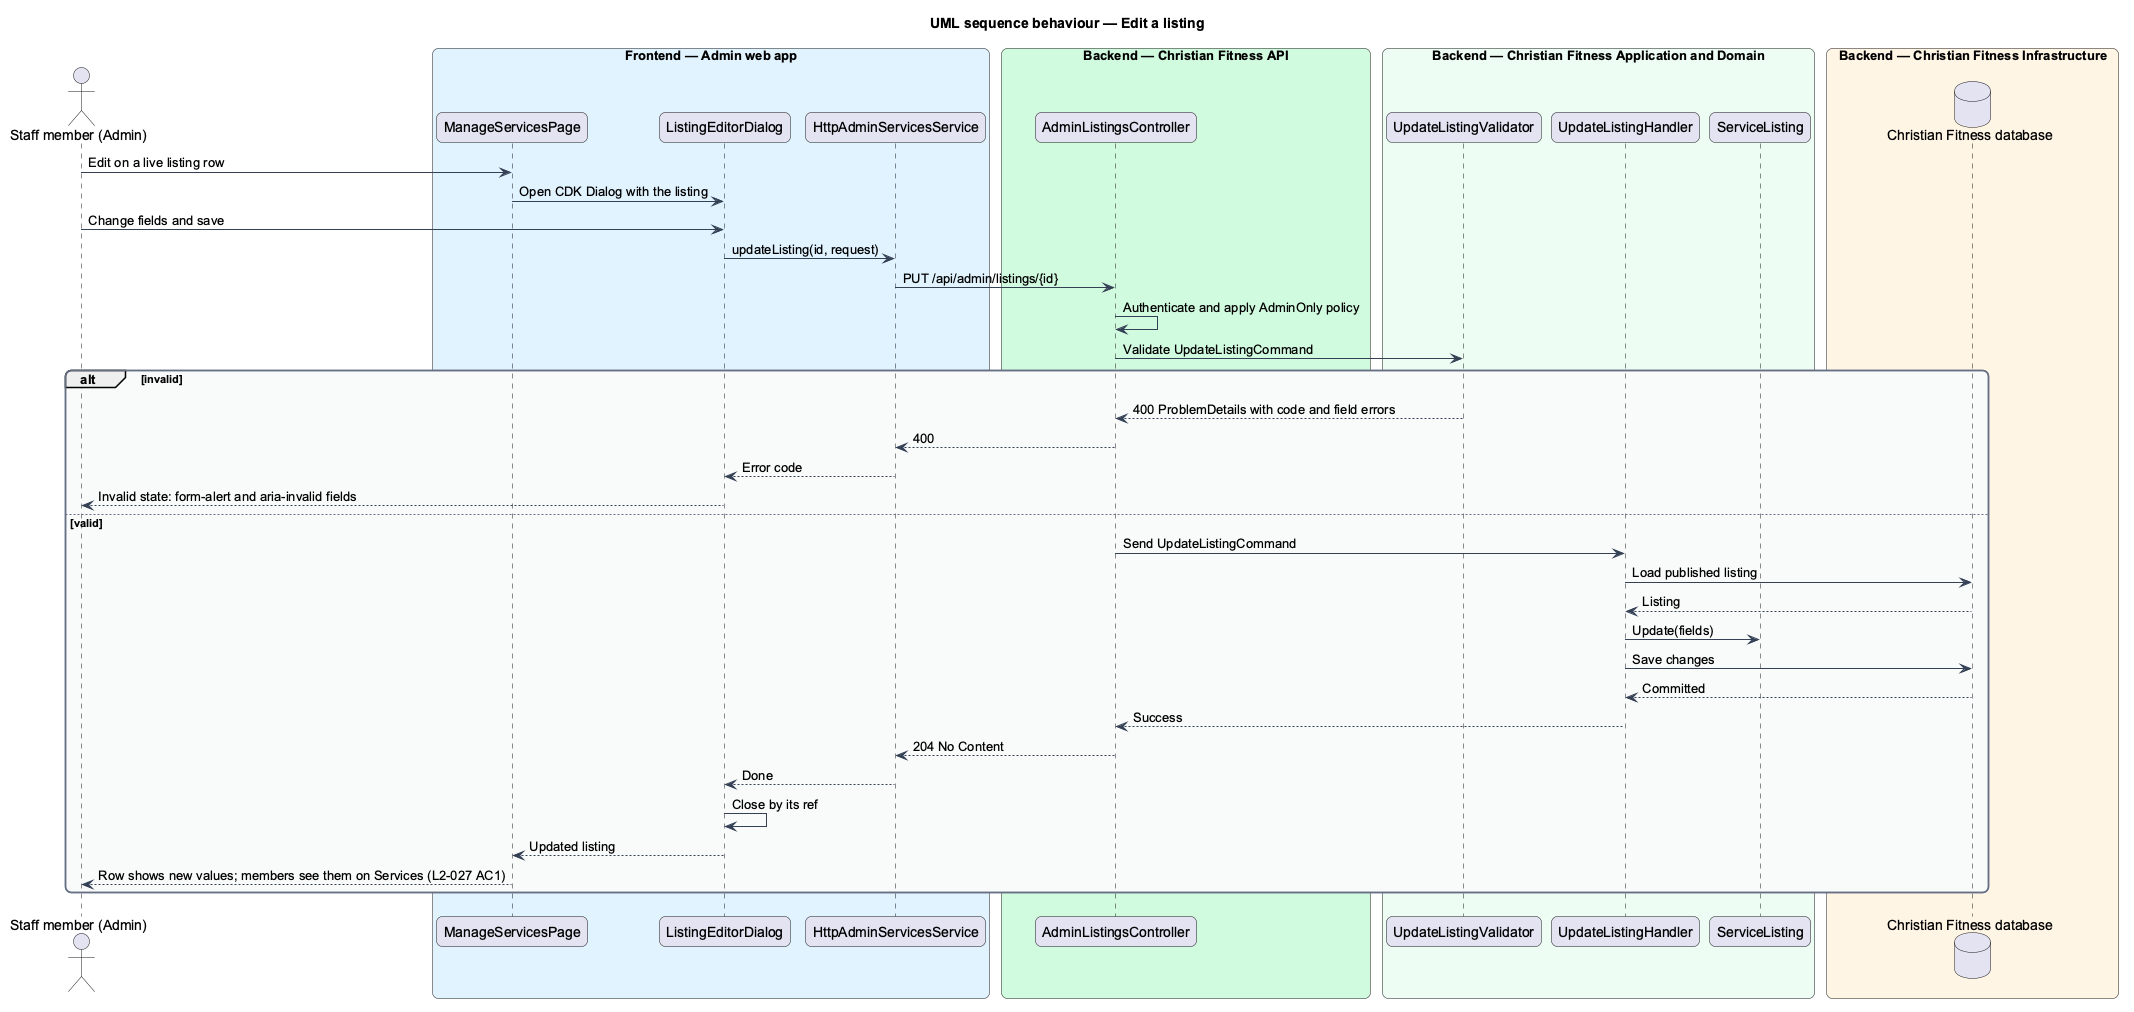 UML sequence behaviour — Edit a listing
Frontend — Admin web app
Backend — Christian Fitness API
Backend — Christian Fitness Application and Domain
Backend — Christian Fitness Infrastructure
Staff member (Admin)
ManageServicesPage
ListingEditorDialog
HttpAdminServicesService
AdminListingsController
UpdateListingValidator
UpdateListingHandler
ServiceListing
Christian Fitness database
Edit on a live listing row
Open CDK Dialog with the listing
Change fields and save
updateListing(id, request)
PUT /api/admin/listings/{id}
Authenticate and apply AdminOnly policy
Validate UpdateListingCommand
alt
[invalid]
400 ProblemDetails with code and field errors
400
Error code
Invalid state: form-alert and aria-invalid fields
[valid]
Send UpdateListingCommand
Load published listing
Listing
Update(fields)
Save changes
Committed
Success
204 No Content
Done
Close by its ref
Updated listing
Row shows new values; members see them on Services (L2-027 AC1)
Staff member (Admin)
ManageServicesPage
ListingEditorDialog
HttpAdminServicesService
AdminListingsController
UpdateListingValidator
UpdateListingHandler
ServiceListing
Christian Fitness database